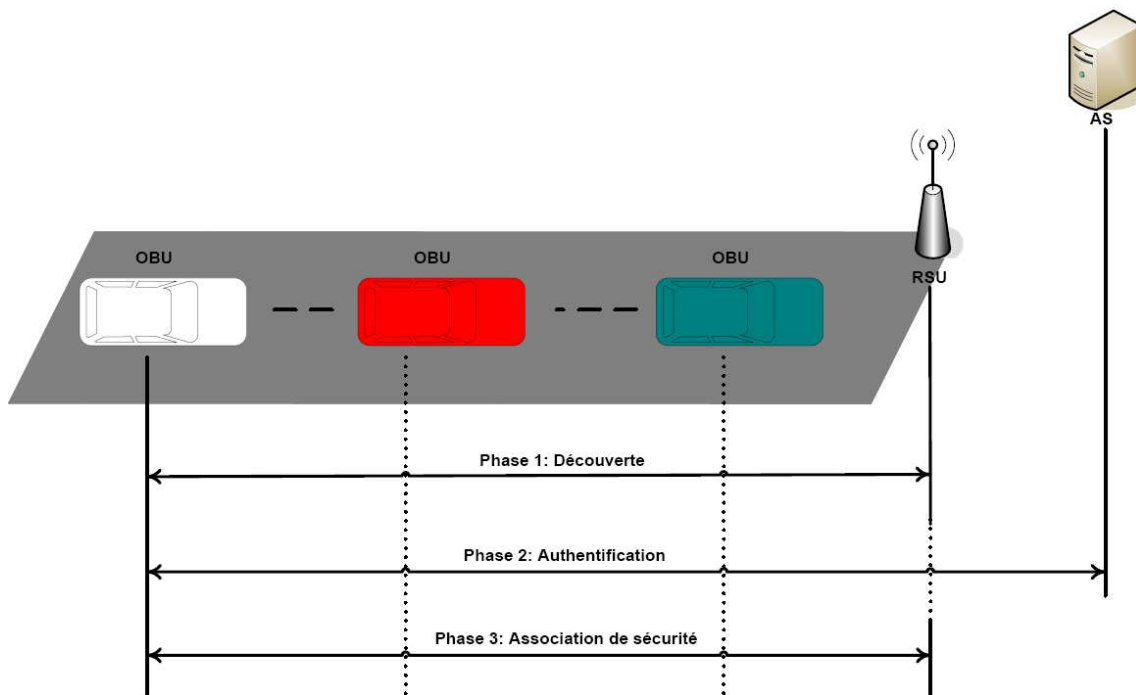 AS
OBU
OBU
OBU
RSU
Phase 1: Découverte
Phase 2: Authentification
Phase 3: Association de sécurité